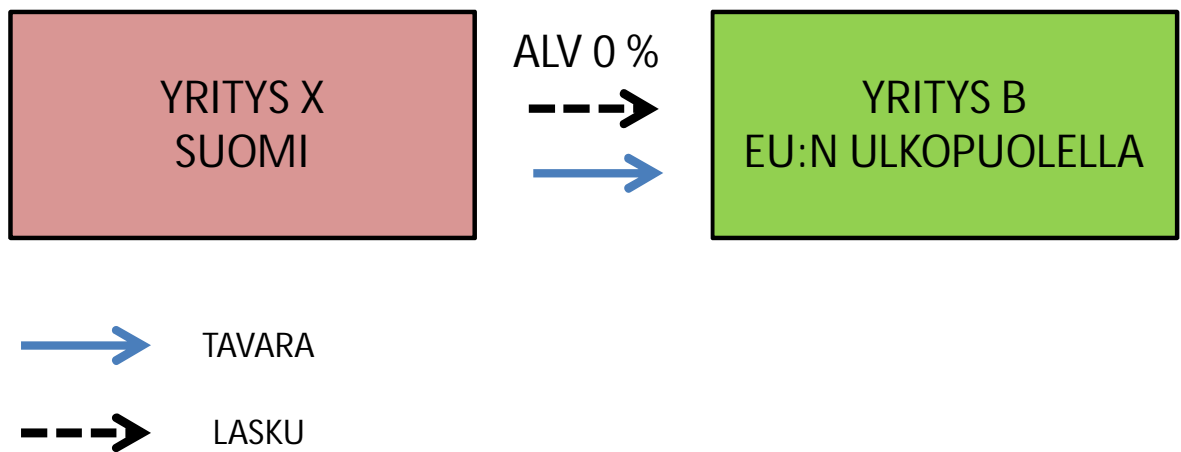 YRITYS X
SUOMI
ALV 0 %
YRITYS B
EU:N ULKOPUOLELLA
TAVARA
LASKU